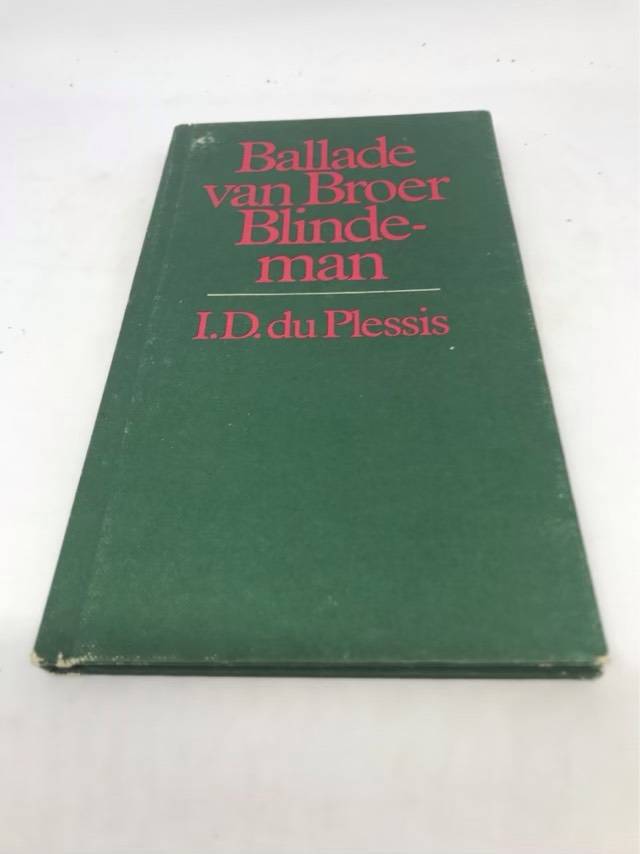 Ballade
van Broer
Blinde-
man
I.D. du Plessis